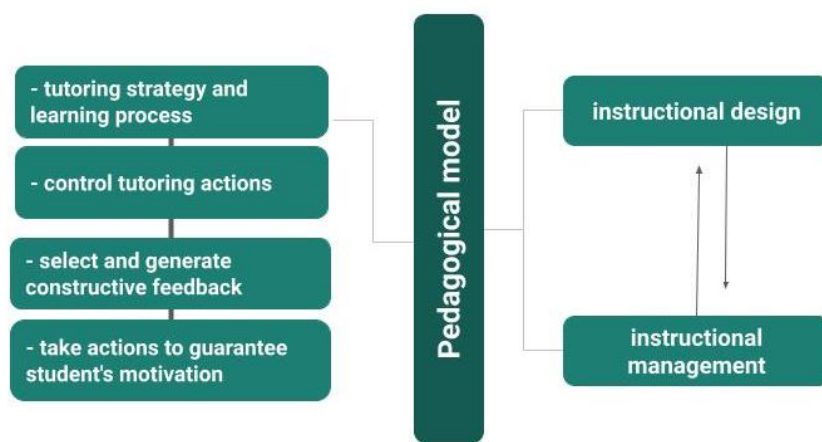 - tutoring strategy and
learning process
- control tutoring actions
- select and generate
constructive feedback
- take actions to guarantee
student's motivation
Pedagogical model
instructional design
instructional
management